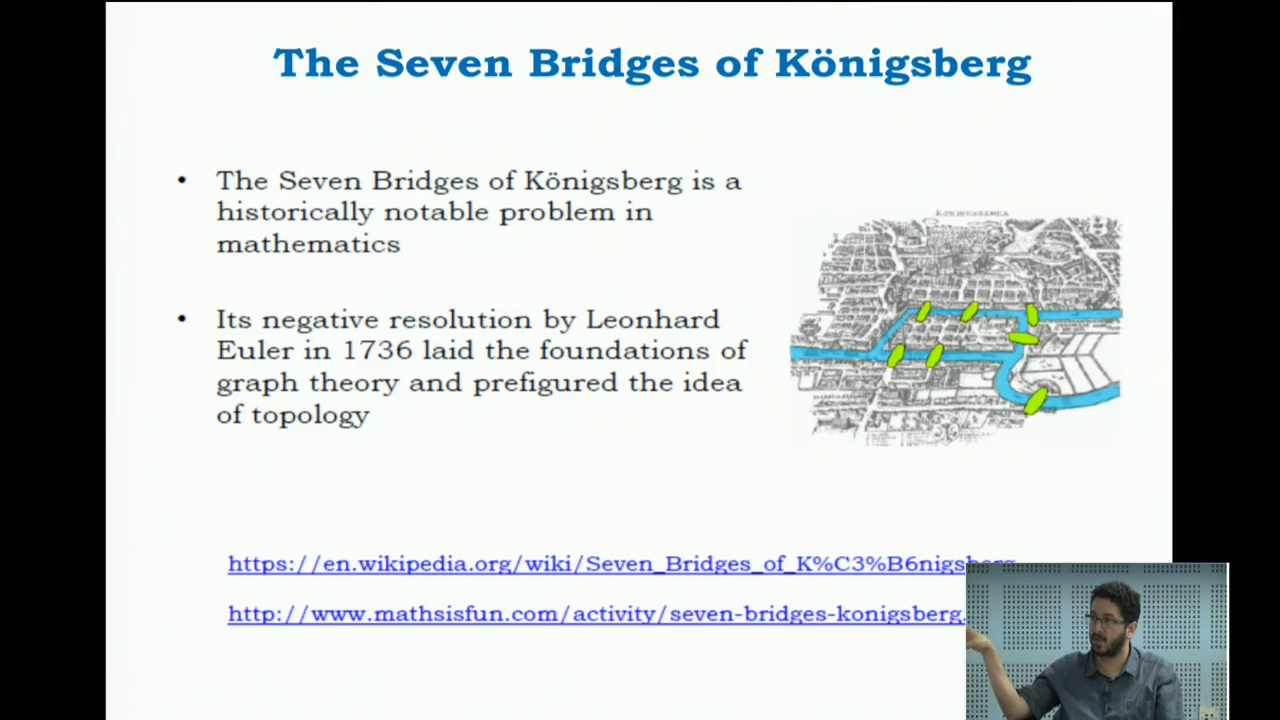 The Seven Bridges of Königsberg
• The Seven Bridges of Königsberg is a
historically notable problem in
mathematics
• Its negative resolution by Leonhard
Euler in 1736 laid the foundations of
graph theory and prefigured the idea
of topology
https://en.wikipedia.org/wiki/Seven_Bridges_of_K%C3%B6nigsberg
http://www.mathsisfun.com/activity/seven-bridges-konigsberg.